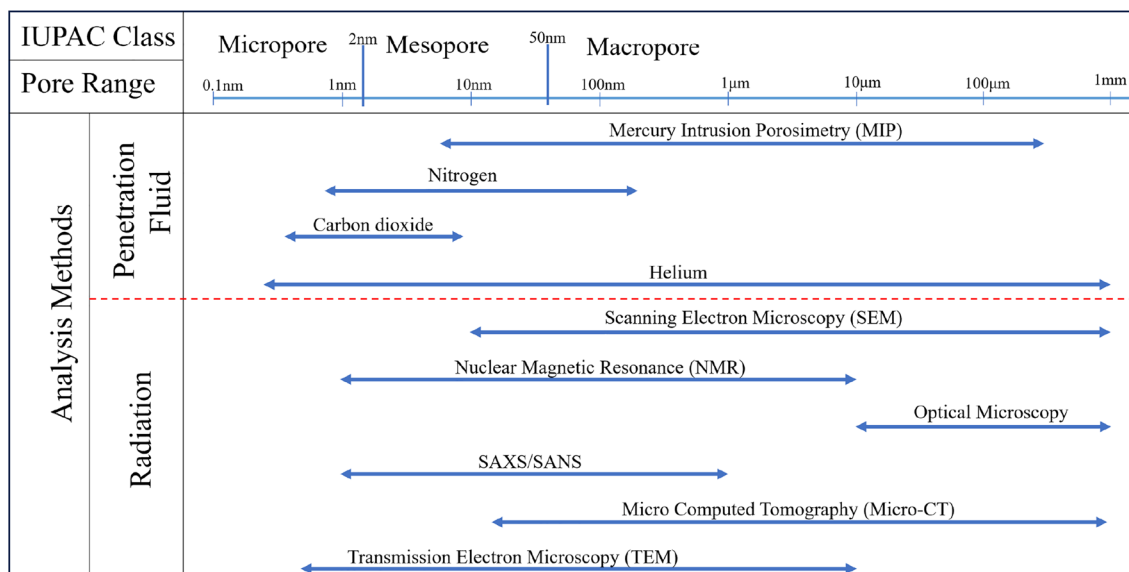 IUPAC Class
Micropore 2nm Mesopore 50nm Macropore
Pore Range
0.1nm 1nm 10nm 100nm 1μm 10μm 100μm 1mm
Analysis Methods
Penetration
Fluid
Mercury Intrusion Porosimetry (MIP)
Nitrogen
Carbon dioxide
Helium
Radiation
Scanning Electron Microscopy (SEM)
Nuclear Magnetic Resonance (NMR)
Optical Microscopy
SAXS/SANS
Micro Computed Tomography (Micro-CT)
Transmission Electron Microscopy (TEM)